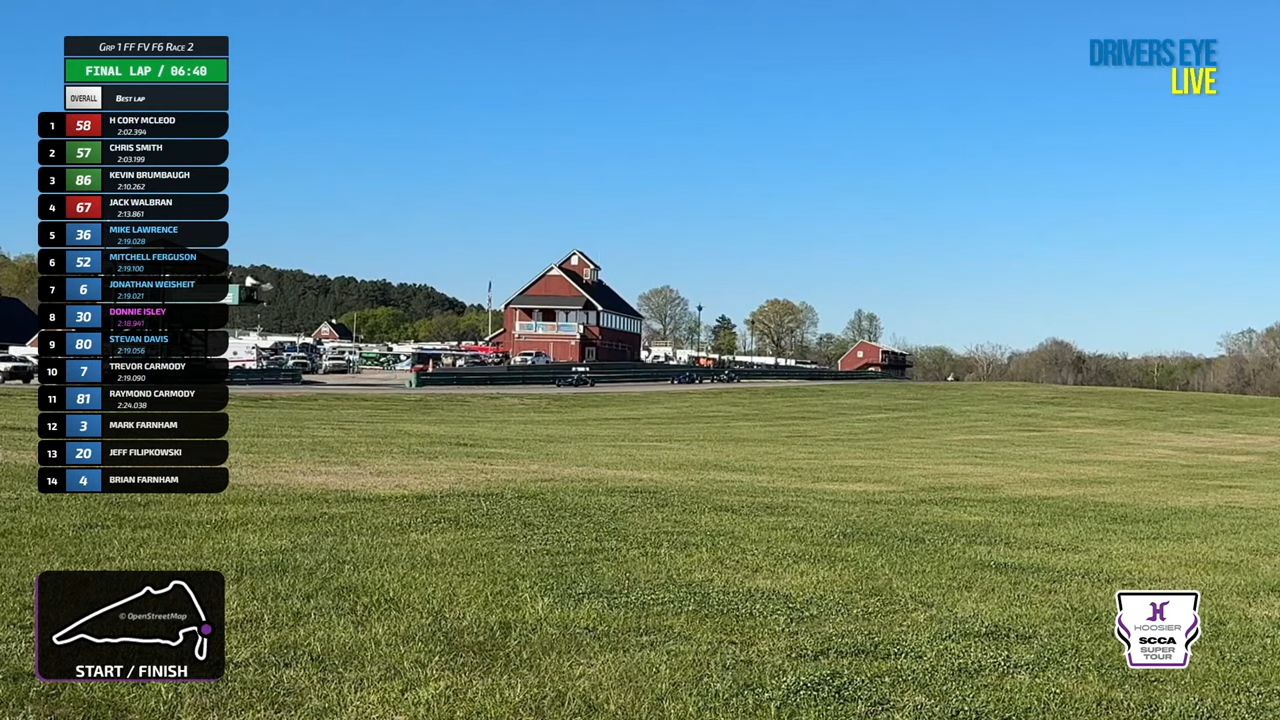 GRP 1 FF FV F6 RACE 2
FINAL LAP / 06:40
OVERALL BEST LAP
1 58 H CORY MCLEOD
2:02.394
2 57 CHRIS SMITH
2:03.199
3 86 KEVIN BRUMBAUGH
2:10.262
4 67 JACK WALBRAN
2:13.861
5 36 MIKE LAWRENCE
2:19.028
6 52 MITCHELL FERGUSON
2:19.100
7 6 JONATHAN WEISHEIT
2:19.021
8 30 DONNIE ISLEY
2:18.941
9 80 STEVAN DAVIS
2:19.056
10 7 TREVOR CARMODY
2:19.090
11 81 RAYMOND CARMODY
2:24.038
12 3 MARK FARNHAM
13 20 JEFF FILIPKOWSKI
14 4 BRIAN FARNHAM
© OpenStreetMap
START / FINISH
DRIVERS EYE
LIVE
H
HOOSIER
SCCA
SUPER
TOUR